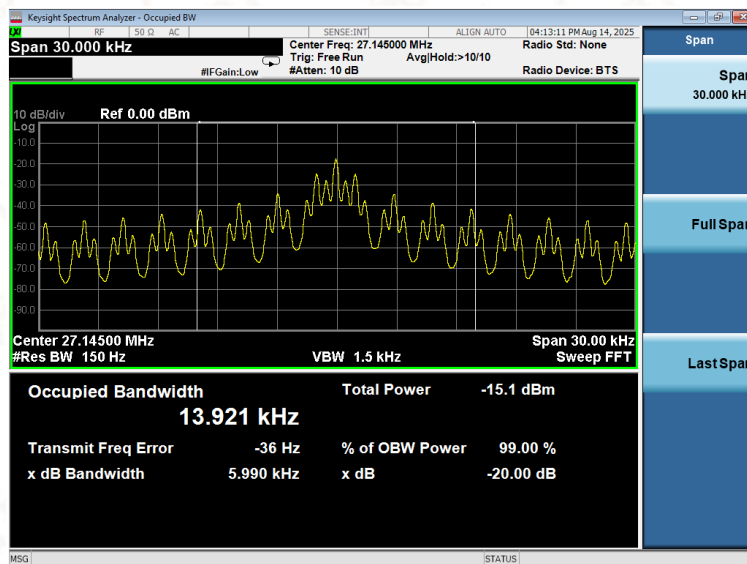 Keysight Spectrum Analyzer - Occupied BW
LXI RF 50 Ω AC SENSE:INT ALIGN AUTO 04:13:11 PM Aug 14, 2025
Span 30.000 kHz
Center Freq: 27.145000 MHz Radio Std: None
Trig: Free Run Avg|Hold:>10/10
#IFGain:Low #Atten: 10 dB Radio Device: BTS
10 dB/div Ref 0.00 dBm
Log
-10.0
-20.0
-30.0
-40.0
-50.0
-60.0
-70.0
-80.0
-90.0
Center 27.14500 MHz Span 30.00 kHz
#Res BW 150 Hz VBW 1.5 kHz Sweep FFT
Occupied Bandwidth Total Power -15.1 dBm
13.921 kHz
Transmit Freq Error -36 Hz % of OBW Power 99.00 %
x dB Bandwidth 5.990 kHz x dB -20.00 dB
MSG STATUS
Span
Span
30.000 kH
Full Span
Last Span